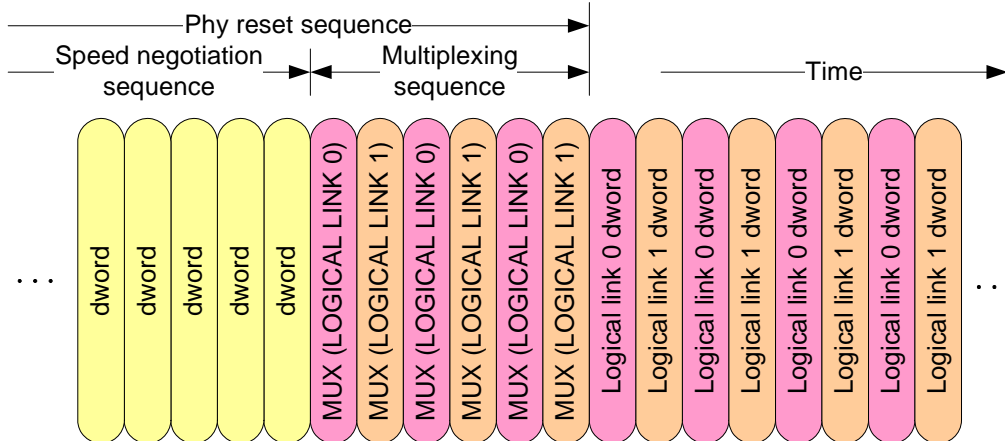 Phy reset sequence
Speed negotiation
sequence
Multiplexing
sequence
Time
. . .
dword
dword
dword
dword
dword
MUX (LOGICAL LINK 0)
MUX (LOGICAL LINK 1)
MUX (LOGICAL LINK 0)
MUX (LOGICAL LINK 1)
MUX (LOGICAL LINK 0)
MUX (LOGICAL LINK 1)
Logical link 0 dword
Logical link 1 dword
Logical link 0 dword
Logical link 1 dword
Logical link 0 dword
Logical link 1 dword
Logical link 0 dword
Logical link 1 dword
. .